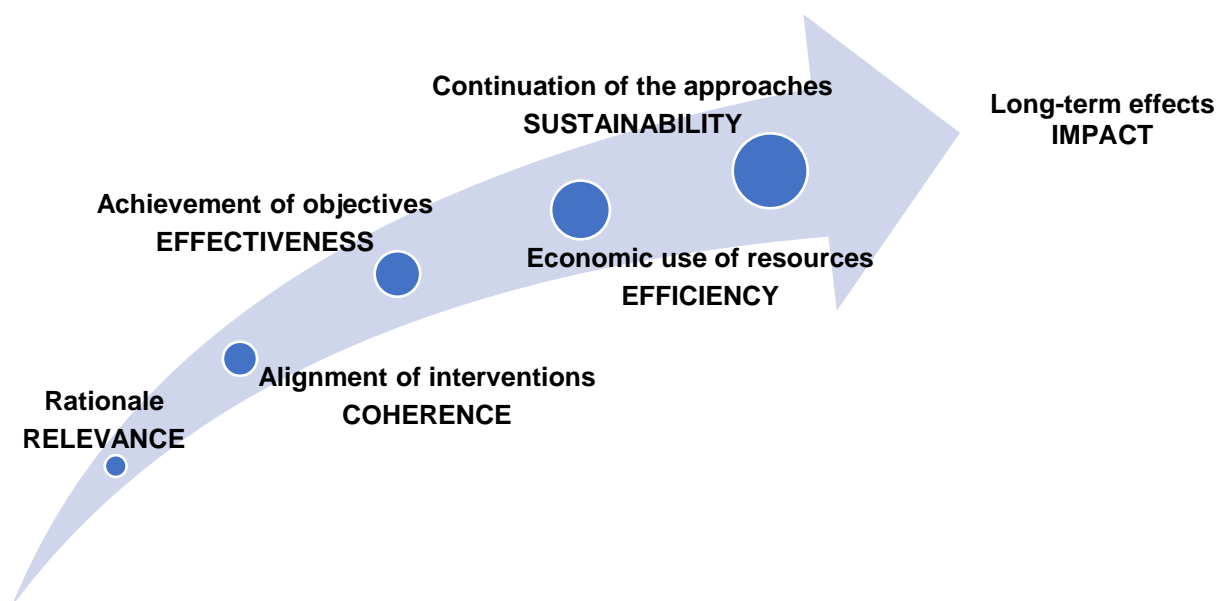 Continuation of the approaches
SUSTAINABILITY
Long-term effects
IMPACT
Achievement of objectives
EFFECTIVENESS
Economic use of resources
EFFICIENCY
Alignment of interventions
COHERENCE
Rationale
RELEVANCE